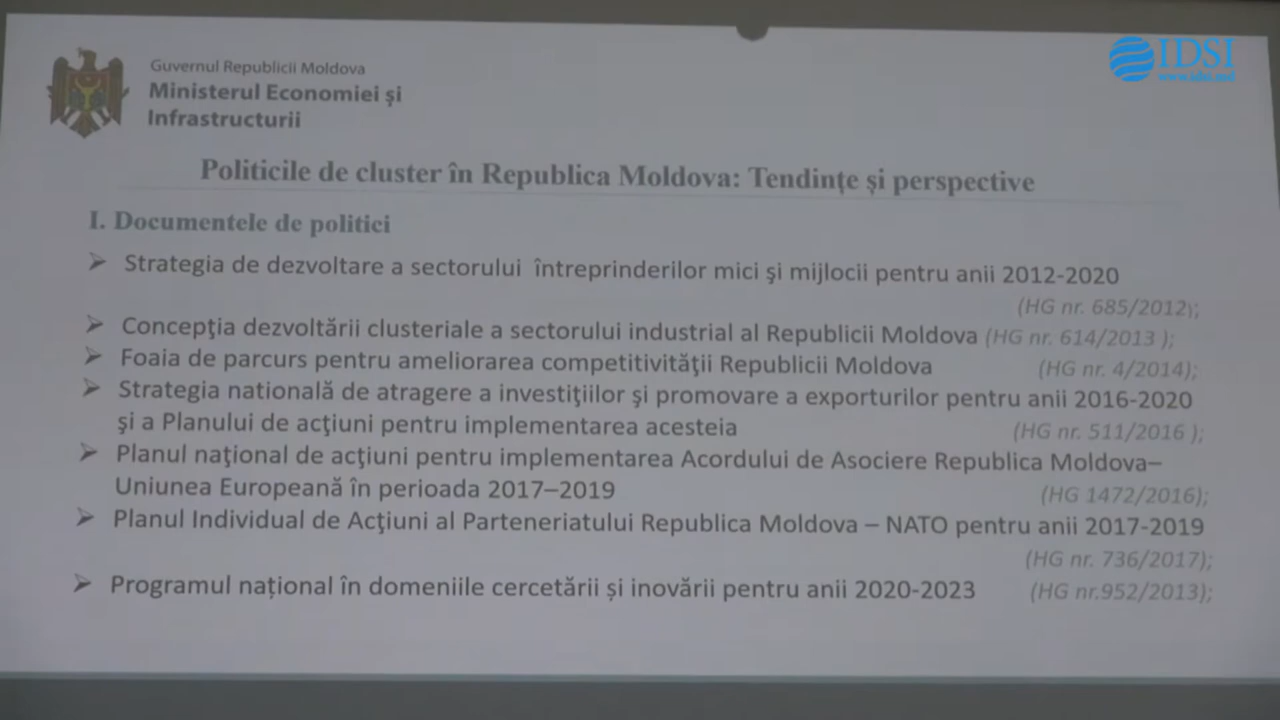 IDSI
www.idsi.md
Guvernul Republicii Moldova
Ministerul Economiei și
Infrastructurii
Politicile de cluster în Republica Moldova: Tendințe și perspective
I. Documentele de politici
➢ Strategia de dezvoltare a sectorului întreprinderilor mici şi mijlocii pentru anii 2012-2020
(HG nr. 685/2012);
➢ Concepţia dezvoltării clusteriale a sectorului industrial al Republicii Moldova (HG nr. 614/2013 );
➢ Foaia de parcurs pentru ameliorarea competitivităţii Republicii Moldova (HG nr. 4/2014);
➢ Strategia natională de atragere a investiţiilor şi promovare a exporturilor pentru anii 2016-2020
şi a Planului de acţiuni pentru implementarea acesteia (HG nr. 511/2016 );
➢ Planul naţional de acţiuni pentru implementarea Acordului de Asociere Republica Moldova–
Uniunea Europeană în perioada 2017–2019 (HG 1472/2016);
➢ Planul Individual de Acţiuni al Parteneriatului Republica Moldova – NATO pentru anii 2017-2019
(HG nr. 736/2017);
➢ Programul național în domeniile cercetării și inovării pentru anii 2020-2023 (HG nr.952/2013);